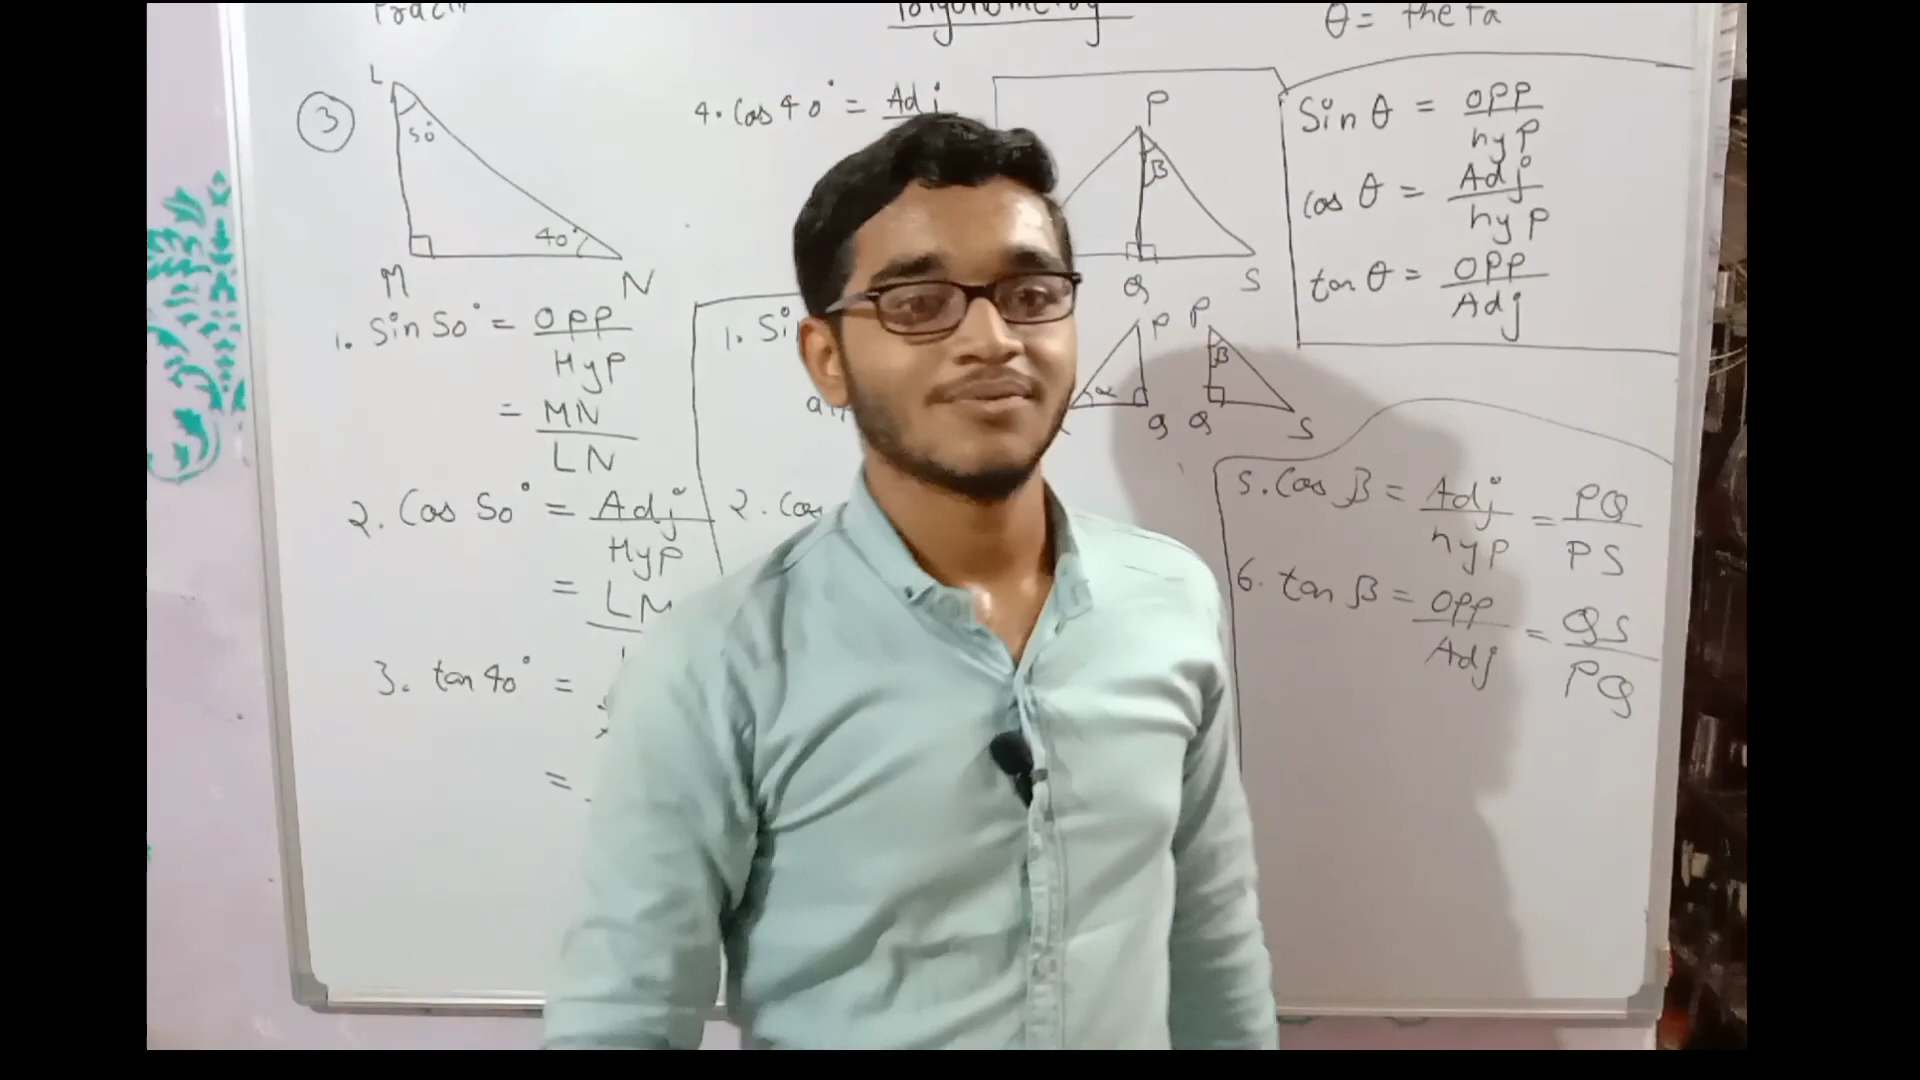 θ = theta
3
L
50°
40°
M
N
1. Sin 50° = opp
Hyp
= MN
LN
2. Cos 50° = Adj
Hyp
= LM
3. tan 40° =
=
4. Cos 40° = Adj
P
β
Q
S
1. Si
2. Cos
P
α
Q
P
β
Q
S
Sin θ = opp
hyp
cos θ = Adj
hyp
tan θ = opp
Adj
5. Cos β = Adj = PQ
hyp PS
6. tan β = opp = QS
Adj PQ